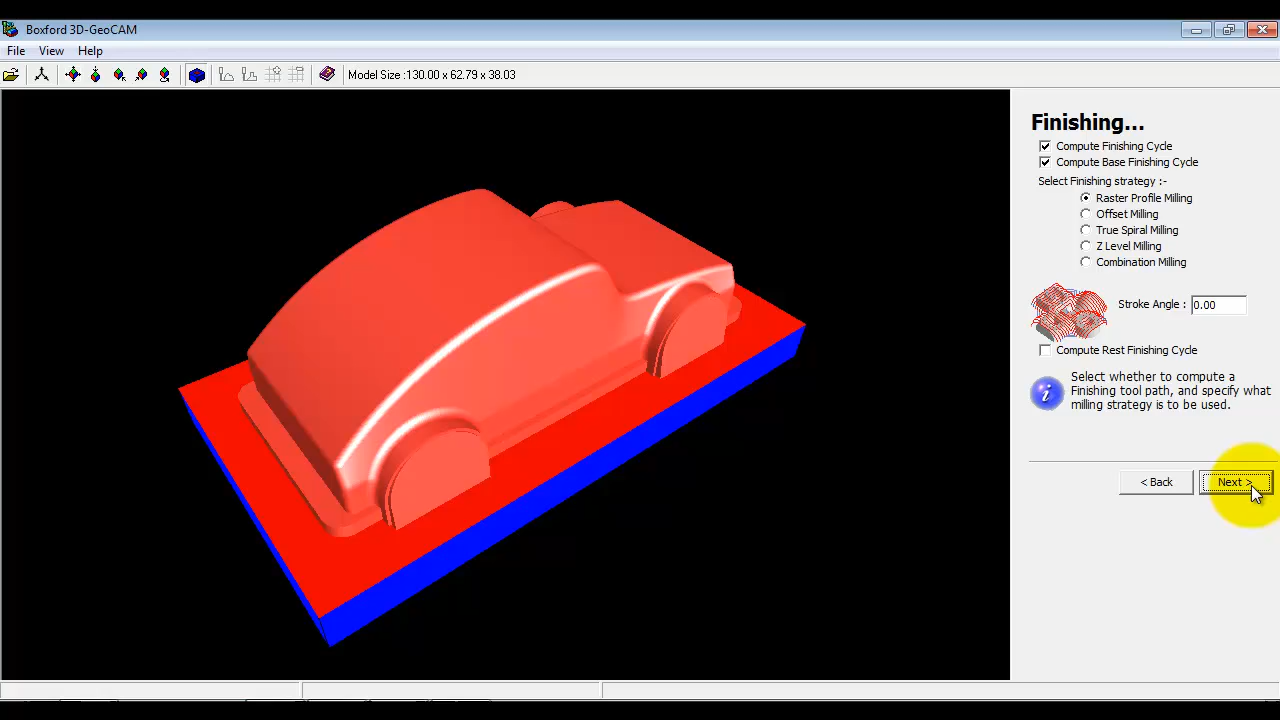 Boxford 3D-GeoCAM
File View Help
Model Size :130.00 x 62.79 x 38.03
Finishing...
Compute Finishing Cycle
Compute Base Finishing Cycle
Select Finishing strategy :-
Raster Profile Milling
Offset Milling
True Spiral Milling
Z Level Milling
Combination Milling
Stroke Angle : 0.00
Compute Rest Finishing Cycle
Select whether to compute a
Finishing tool path, and specify what
milling strategy is to be used.
< Back Next >